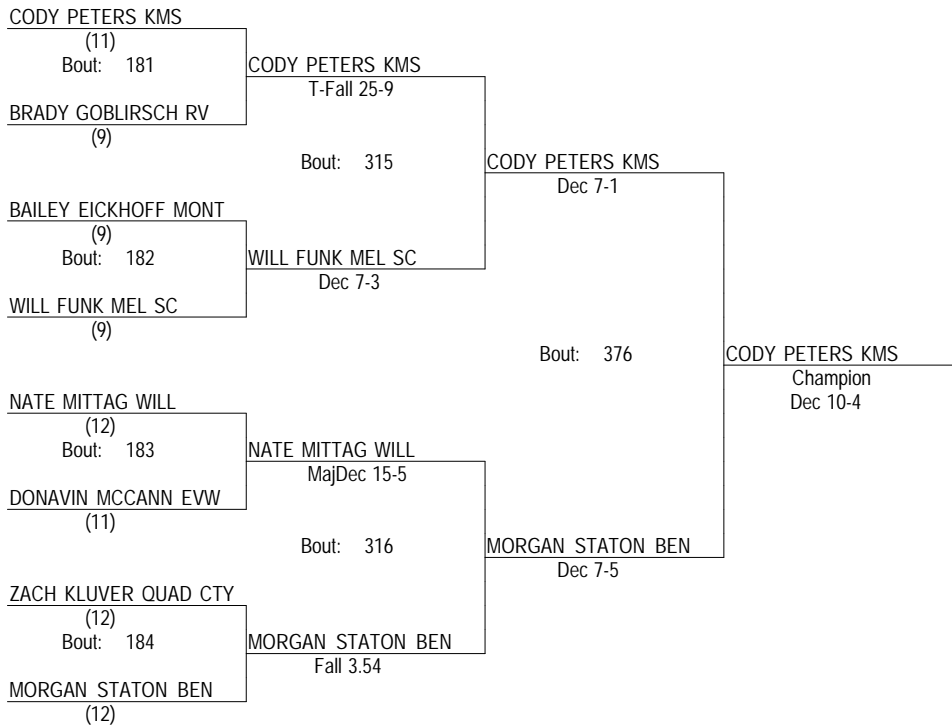 CODY PETERS KMS
(11)
Bout: 181
CODY PETERS KMS
T-Fall 25-9
BRADY GOBLIRSCH RV
(9)
Bout: 315
CODY PETERS KMS
Dec 7-1
BAILEY EICKHOFF MONT
(9)
Bout: 182
WILL FUNK MEL SC
Dec 7-3
WILL FUNK MEL SC
(9)
Bout: 376
CODY PETERS KMS
Champion
Dec 10-4
NATE MITTAG WILL
(12)
Bout: 183
NATE MITTAG WILL
MajDec 15-5
DONAVIN MCCANN EVW
(11)
Bout: 316
MORGAN STATON BEN
Dec 7-5
ZACH KLUVER QUAD CTY
(12)
Bout: 184
MORGAN STATON BEN
Fall 3.54
MORGAN STATON BEN
(12)